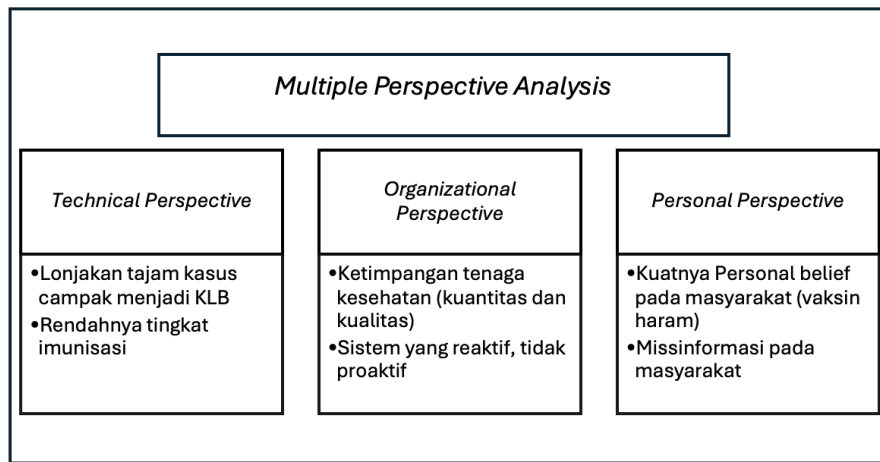 Multiple Perspective Analysis
Technical Perspective
•Lonjakan tajam kasus
campak menjadi KLB
•Rendahnya tingkat
imunisasi
Organizational
Perspective
•Ketimpangan tenaga
kesehatan (kuantitas dan
kualitas)
•Sistem yang reaktif, tidak
proaktif
Personal Perspective
•Kuatnya Personal belief
pada masyarakat (vaksin
haram)
•Missinformasi pada
masyarakat